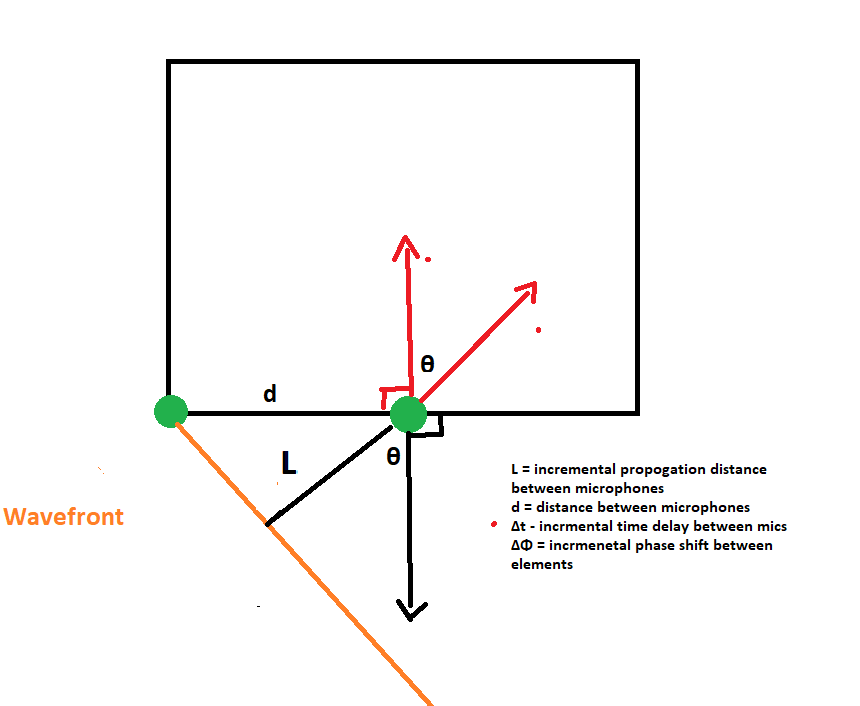 θ
d
L
θ
L = incremental propogation distance
between microphones
d = distance between microphones
Wavefront
Δt - incrmental time delay between mics
ΔΦ = incrmenetal phase shift between
elements